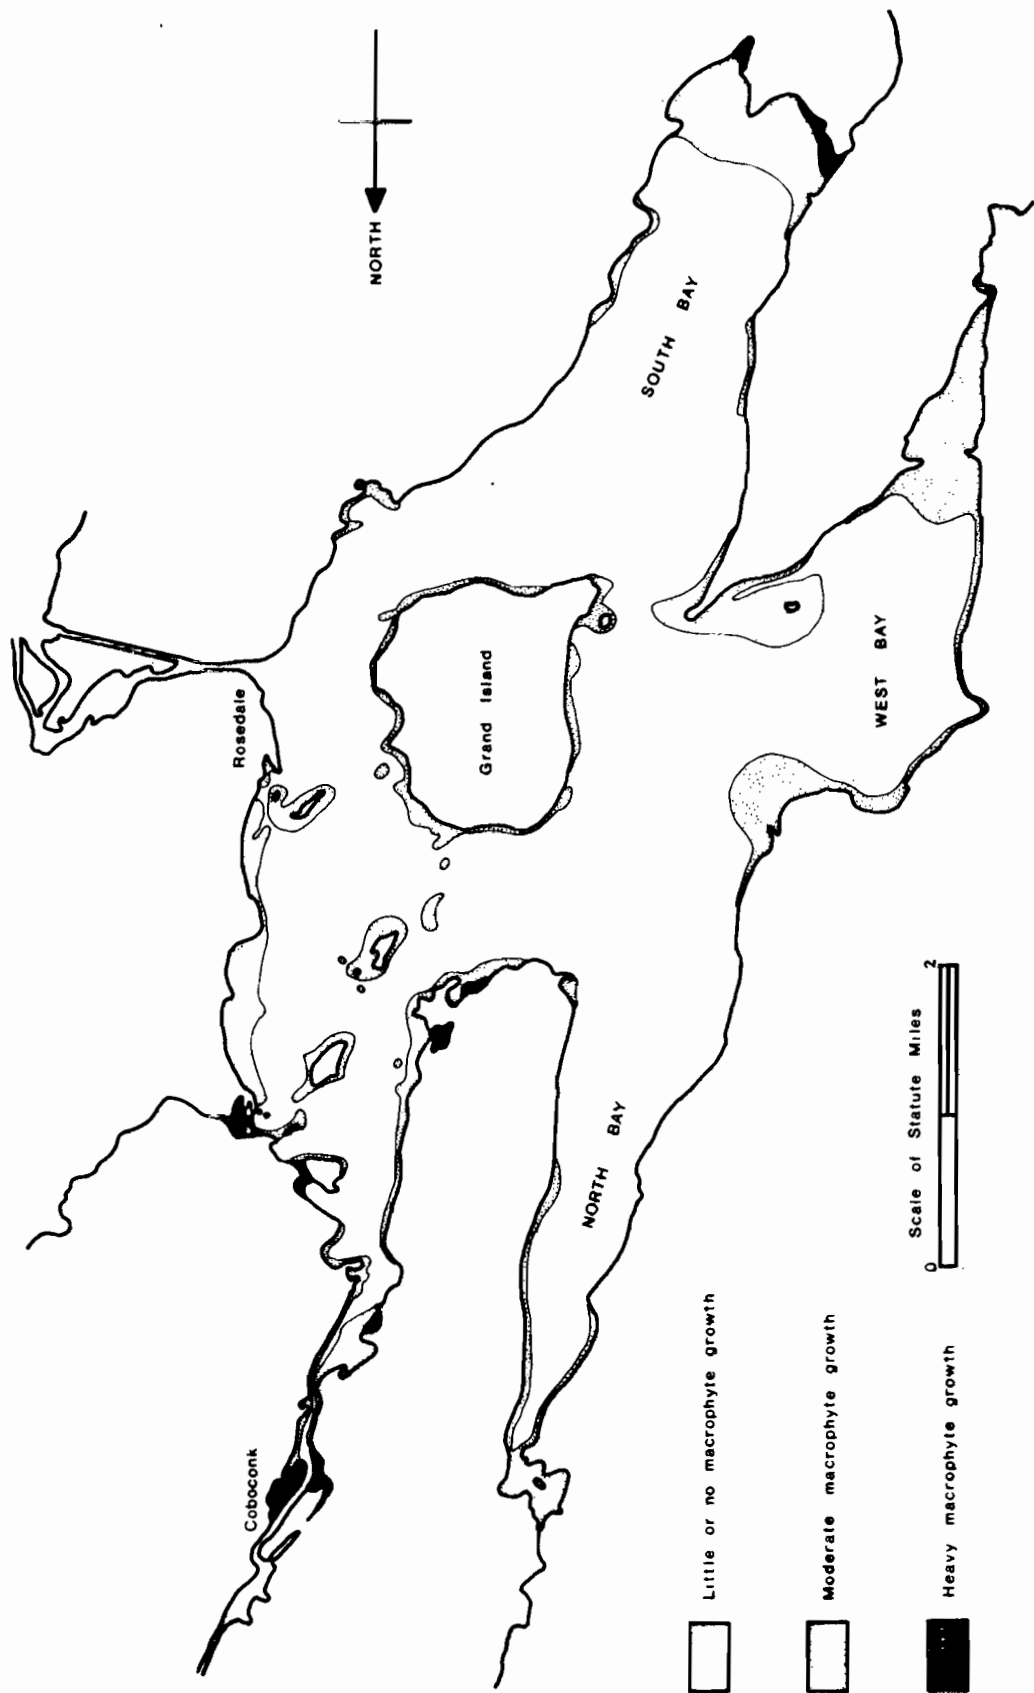 NORTH
SOUTH BAY
Rosedale
Grand Island
WEST BAY
NORTH BAY
Coboconk
Scale of Statute Miles
0 2
Little or no macrophyte growth
Moderate macrophyte growth
Heavy macrophyte growth